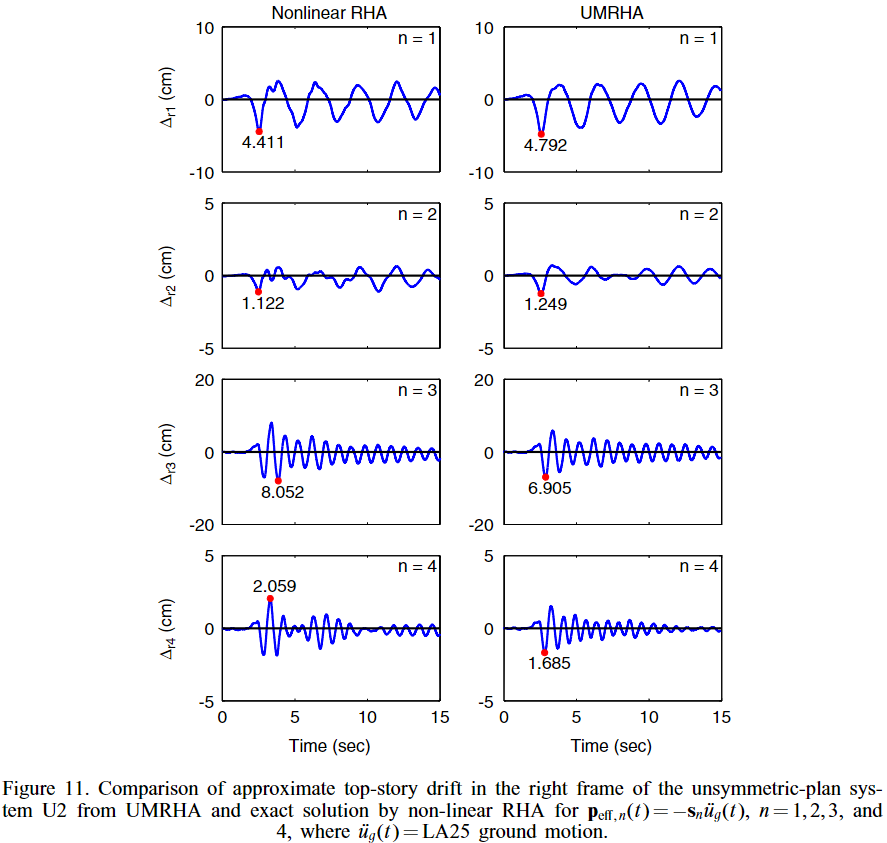 Nonlinear RHA
UMRHA
10
0
-10
Δr1 (cm)
n = 1
4.411
10
0
-10
n = 1
4.792
5
0
-5
Δr2 (cm)
n = 2
1.122
5
0
-5
n = 2
1.249
20
0
-20
Δr3 (cm)
n = 3
8.052
20
0
-20
n = 3
6.905
5
0
-5
Δr4 (cm)
n = 4
2.059
0
5
10
15
Time (sec)
5
0
-5
n = 4
1.685
0
5
10
15
Time (sec)
Figure 11. Comparison of approximate top-story drift in the right frame of the unsymmetric-plan sys-
tem U2 from UMRHA and exact solution by non-linear RHA for p_eff,n(t) = −s_n ü_g(t), n = 1, 2, 3, and
4, where ü_g(t) = LA25 ground motion.